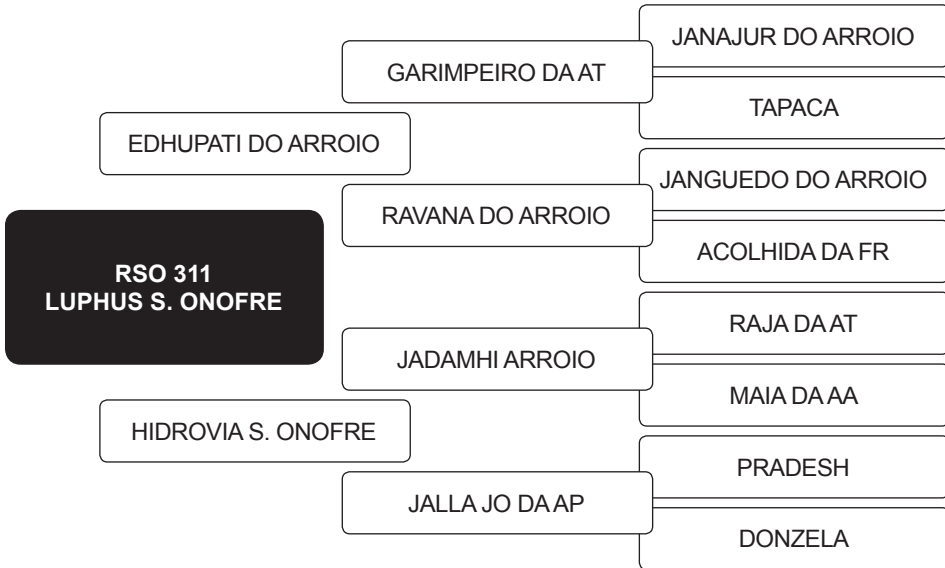 JANAJUR DO ARROIO
GARIMPEIRO DA AT
TAPACA
EDHUPATI DO ARROIO
JANGUEDO DO ARROIO
RAVANA DO ARROIO
ACOLHIDA DA FR
RSO 311
LUPHUS S. ONOFRE
RAJA DA AT
JADAMHI ARROIO
MAIA DA AA
HIDROVIA S. ONOFRE
PRADESH
JALLA JO DA AP
DONZELA